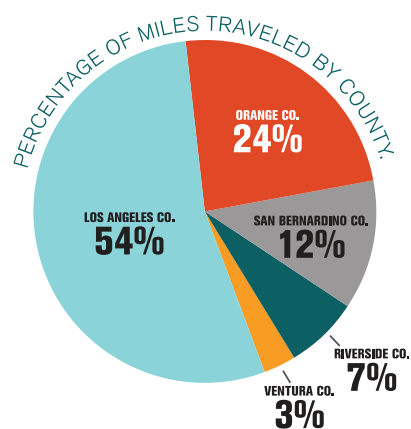 PERCENTAGE OF MILES TRAVELED BY COUNTY.
ORANGE CO.
24%
LOS ANGELES CO.
54%
SAN BERNARDINO CO.
12%
RIVERSIDE CO.
7%
VENTURA CO.
3%